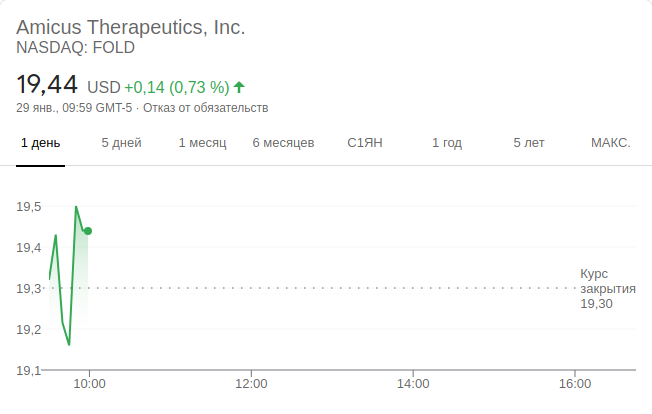 Amicus Therapeutics, Inc.
NASDAQ: FOLD
19,44 USD +0,14 (0,73 %)
29 янв., 09:59 GMT-5 · Отказ от обязательств
1 день 5 дней 1 месяц 6 месяцев С1ЯН 1 год 5 лет МАКС.
19,5
19,4
19,3
19,2
19,1
Курс
закрытия
19,30
10:00 12:00 14:00 16:00